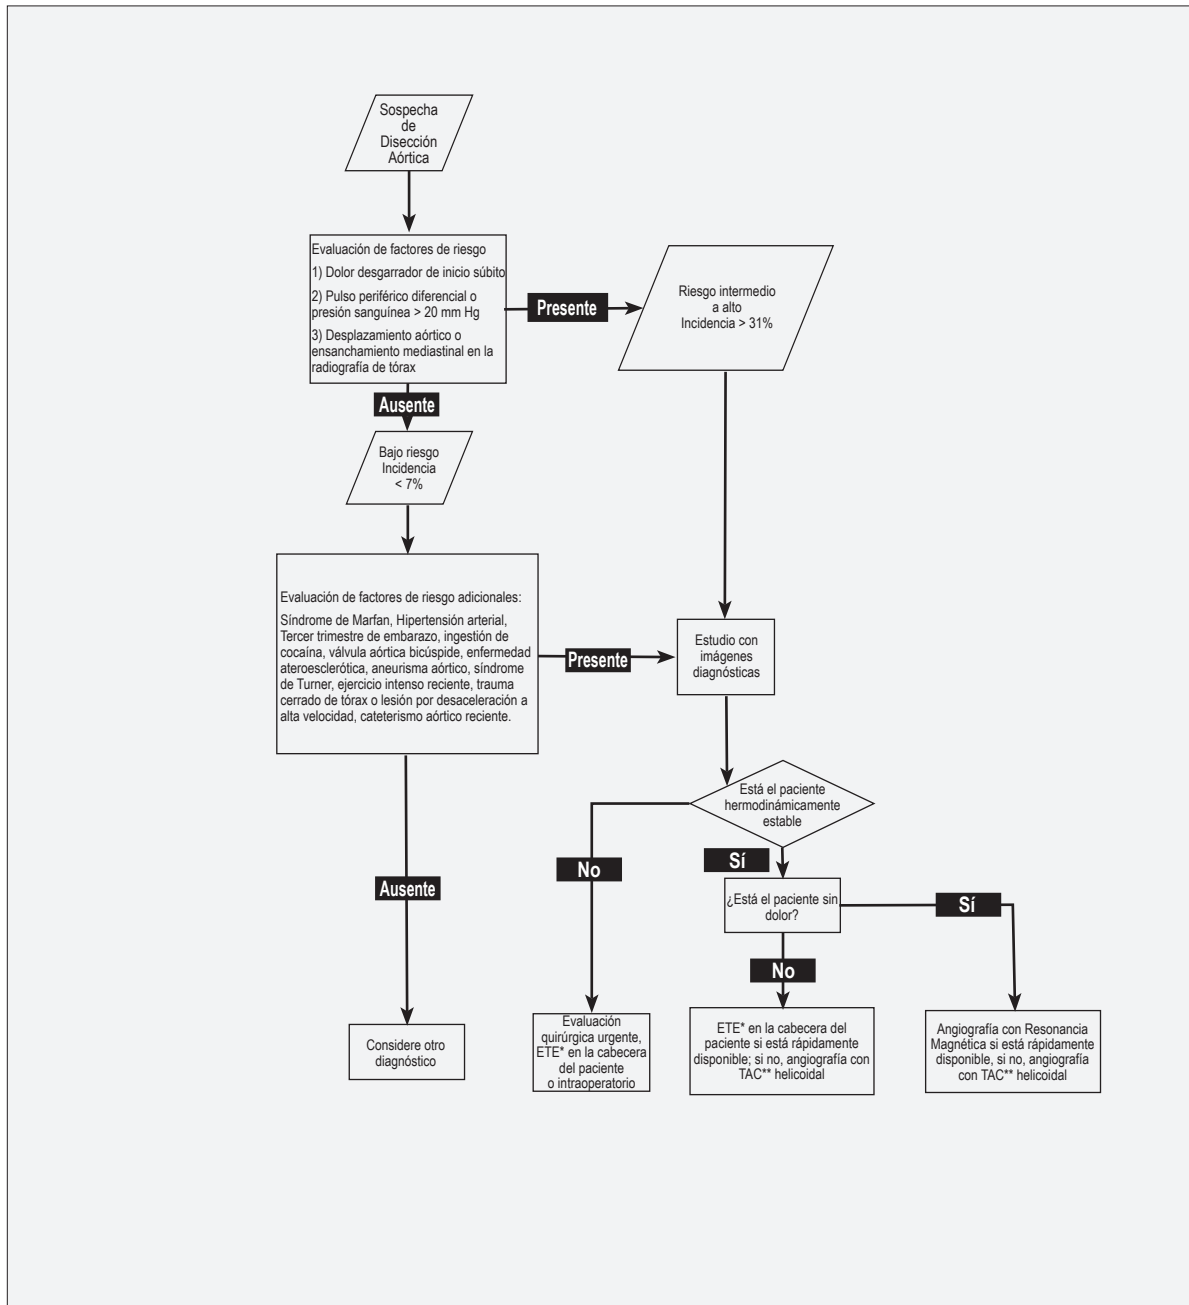 Sospecha
de
Disección
Aórtica
Evaluación de factores de riesgo
1) Dolor desgarrador de inicio súbito
2) Pulso periférico diferencial o
presión sanguínea > 20 mm Hg
3) Desplazamiento aórtico o
ensanchamiento mediastinal en la
radiografía de tórax
Presente
Riesgo intermedio
a alto
Incidencia > 31%
Ausente
Bajo riesgo
Incidencia
< 7%
Evaluación de factores de riesgo adicionales:
Síndrome de Marfan, Hipertensión arterial,
Tercer trimestre de embarazo, ingestión de
cocaína, válvula aórtica bicúspide, enfermedad
ateroesclerótica, aneurisma aórtico, síndrome
de Turner, ejercicio intenso reciente, trauma
cerrado de tórax o lesión por desaceleración a
alta velocidad, cateterismo aórtico reciente.
Presente
Estudio con
imágenes
diagnósticas
Está el paciente
hermodinámicamente
estable
No
Sí
¿Está el paciente sin
dolor?
Sí
Ausente
No
Considere otro
diagnóstico
Evaluación
quirúrgica urgente,
ETE* en la cabecera
del paciente
o intraoperatorio
ETE* en la cabecera del
paciente si está rápidamente
disponible; si no, angiografía con
TAC** helicoidal
Angiografía con Resonancia
Magnética si está rápidamente
disponible, si no, angiografía
con TAC** helicoidal